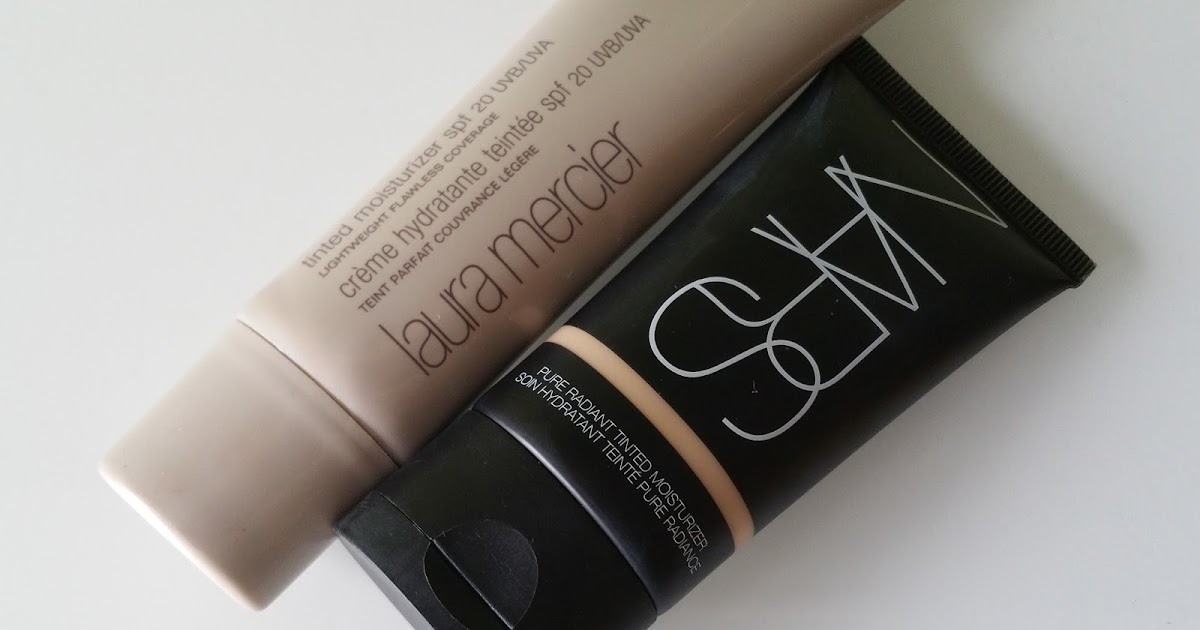 tinted moisturizer spf 20 UVB/UVA
LIGHTWEIGHT FLAWLESS COVERAGE
crème hydratante teintée spf 20 UVB/UVA
TEINT PARFAIT COUVRANCE LÉGÈRE
laura mercier
NARS
PURE RADIANT TINTED MOISTURIZER
SOIN HYDRATANT TEINTÉ PURE RADIANCE